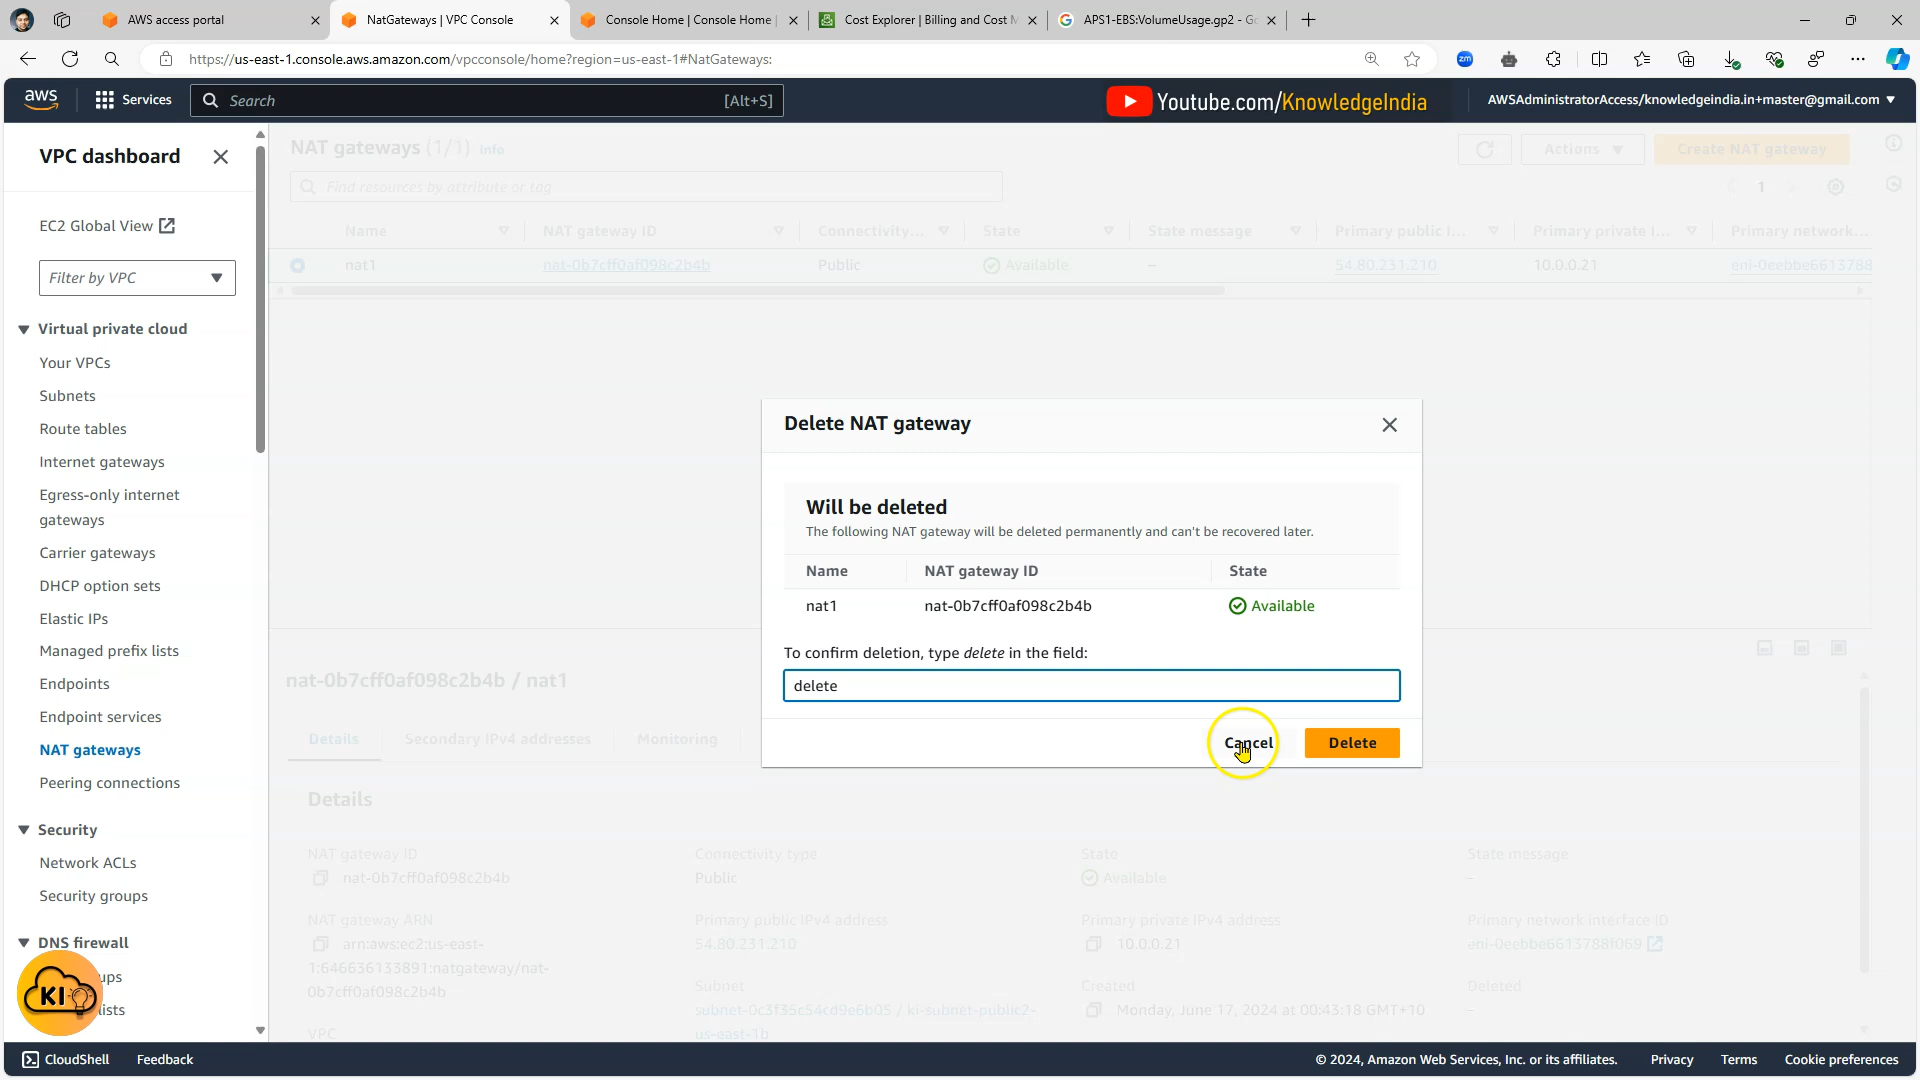 AWS access portal
NatGateways | VPC Console
Console Home | Console Home |
Cost Explorer | Billing and Cost M
APS1-EBS:VolumeUsage.gp2 - Go
https://us-east-1.console.aws.amazon.com/vpcconsole/home?region=us-east-1#NatGateways:
zm
aws
Services
Search
[Alt+S]
Youtube.com/KnowledgeIndia
AWSAdministratorAccess/knowledgeindia.in+master@gmail.com
VPC dashboard
EC2 Global View
Filter by VPC
Virtual private cloud
Your VPCs
Subnets
Route tables
Internet gateways
Egress-only internet
gateways
Carrier gateways
DHCP option sets
Elastic IPs
Managed prefix lists
Endpoints
Endpoint services
NAT gateways
Peering connections
Security
Network ACLs
Security groups
DNS firewall
ups
lists
KI
NAT gateways (1/1) Info
Actions
Create NAT gateway
Find resources by attribute or tag
1
Name
NAT gateway ID
Connectivity...
State
State message
Primary public I...
Primary private I...
Primary network...
nat1
nat-0b7cff0af098c2b4b
Public
Available
–
54.80.231.210
10.0.0.21
eni-0eebbe6613788
Delete NAT gateway
Will be deleted
The following NAT gateway will be deleted permanently and can't be recovered later.
Name
NAT gateway ID
State
nat1
nat-0b7cff0af098c2b4b
Available
To confirm deletion, type delete in the field:
delete
Cancel
Delete
nat-0b7cff0af098c2b4b / nat1
Details
Secondary IPv4 addresses
Monitoring
Details
NAT gateway ID
nat-0b7cff0af098c2b4b
Connectivity type
Public
State
Available
State message
–
NAT gateway ARN
arn:aws:ec2:us-east-
1:646636133891:natgateway/nat-
0b7cff0af098c2b4b
Primary public IPv4 address
54.80.231.210
Primary private IPv4 address
10.0.0.21
Primary network interface ID
eni-0eebbe6613788f069
VPC
Subnet
subnet-0c3f35c54cd9e6b05 / ki-subnet-public2-
us-east-1b
Created
Monday, June 17, 2024 at 00:43:18 GMT+10
Deleted
–
CloudShell
Feedback
© 2024, Amazon Web Services, Inc. or its affiliates.
Privacy
Terms
Cookie preferences